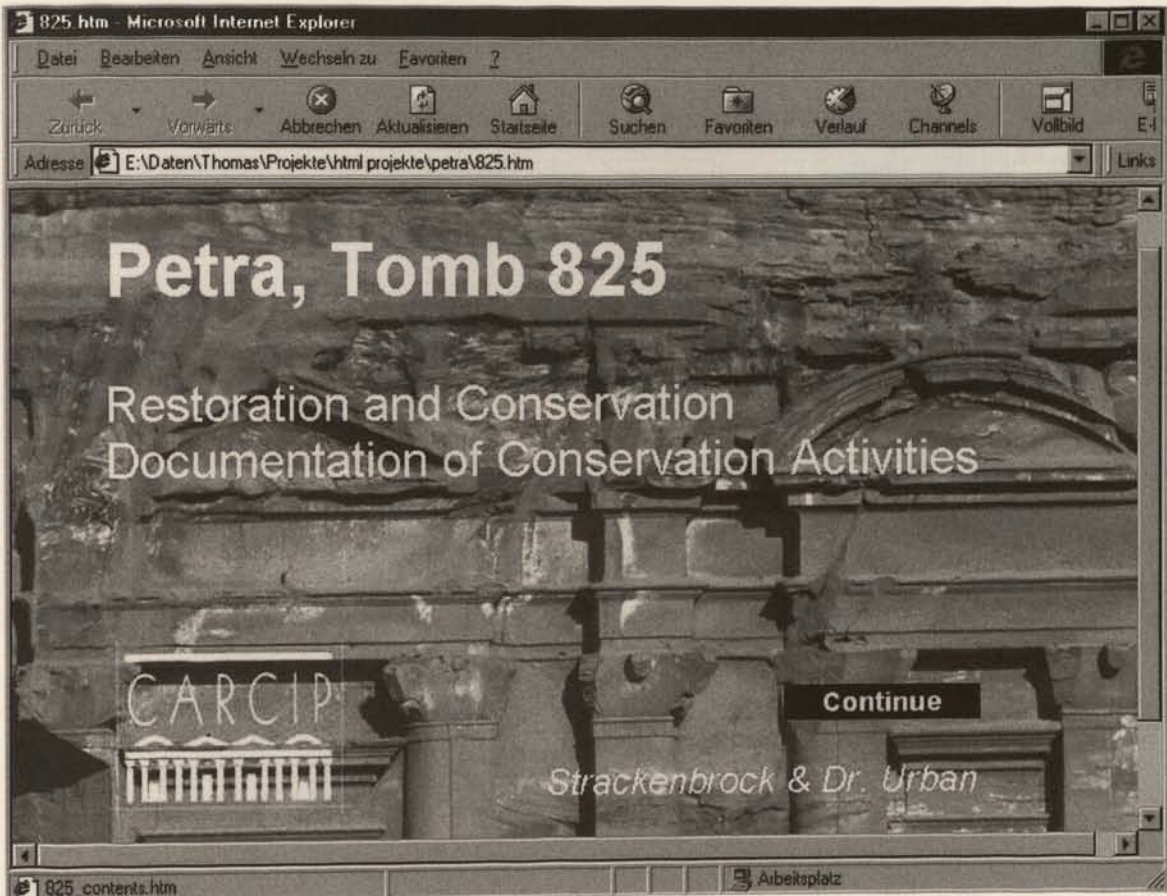 825.htm - Microsoft Internet Explorer
Datei Bearbeiten Ansicht Wechseln zu Favoriten ?
Zurück Vorwärts Abbrechen Aktualisieren Startseite Suchen Favoriten Verlauf Channels Vollbild
Adresse E:\Daten\Thomas\Projekte\html projekte\petra\825.htm Links
Petra, Tomb 825
Restoration and Conservation
Documentation of Conservation Activities
CARCIP
Continue
Strackenbrock & Dr. Urban
825_contents.htm Arbeitsplatz